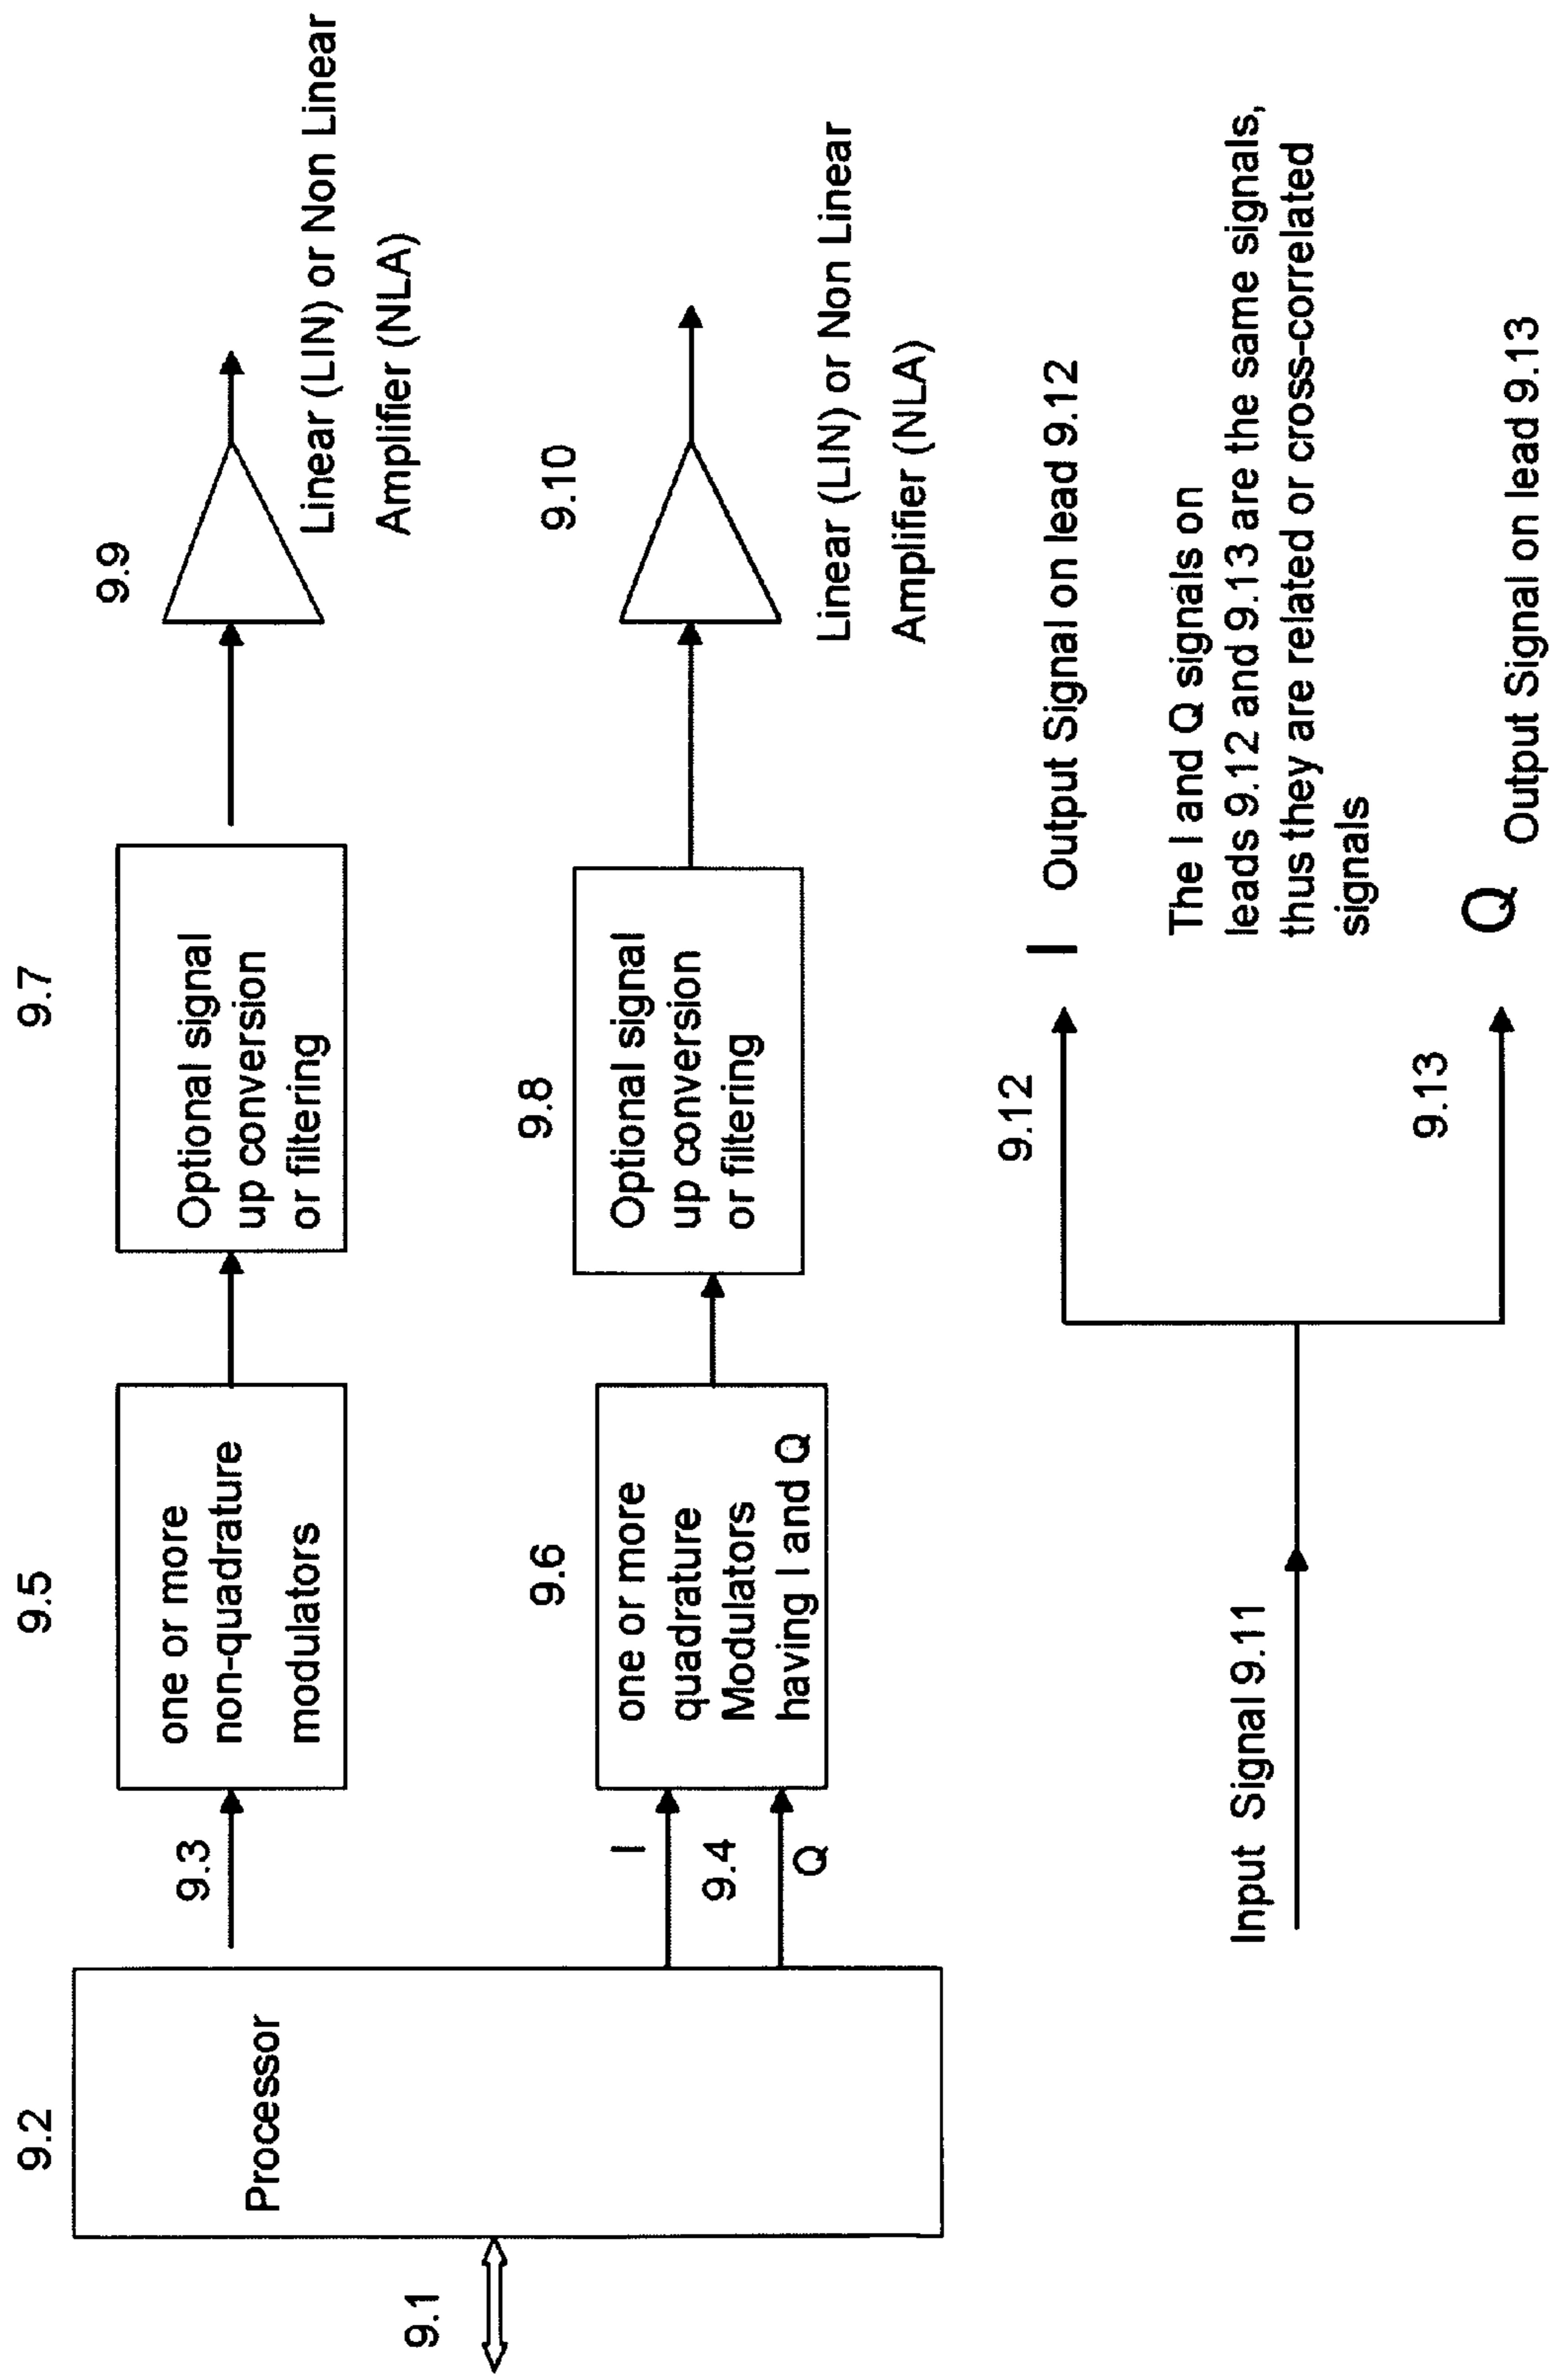 9.1
9.2
Processor
9.3
I
9.4
Q
9.5
one or more
non-quadrature
modulators
9.6
one or more
quadrature
Modulators
having I and Q
9.7
Optional signal
up conversion
or filtering
9.8
Optional signal
up conversion
or filtering
9.9
Linear (LIN) or Non Linear
Amplifier (NLA)
9.10
Linear (LIN) or Non Linear
Amplifier (NLA)
Input Signal 9.11
9.12
I Output Signal on lead 9.12
The I and Q signals on
leads 9.12 and 9.13 are the same signals,
thus they are related or cross-correlated
signals
9.13
Q Output Signal on lead 9.13